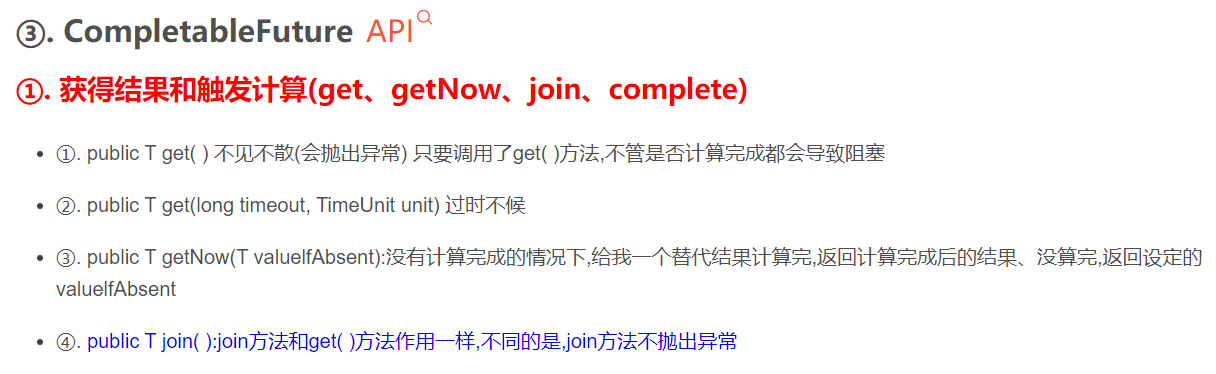 ③. CompletableFuture API
①. 获得结果和触发计算(get、getNow、join、complete)
①. public T get( ) 不见不散(会抛出异常) 只要调用了get( )方法,不管是否计算完成都会导致阻塞
②. public T get(long timeout, TimeUnit unit) 过时不候
③. public T getNow(T valuelfAbsent):没有计算完成的情况下,给我一个替代结果计算完,返回计算完成后的结果、没算完,返回设定的
valuelfAbsent
④. public T join( ):join方法和get( )方法作用一样,不同的是,join方法不抛出异常